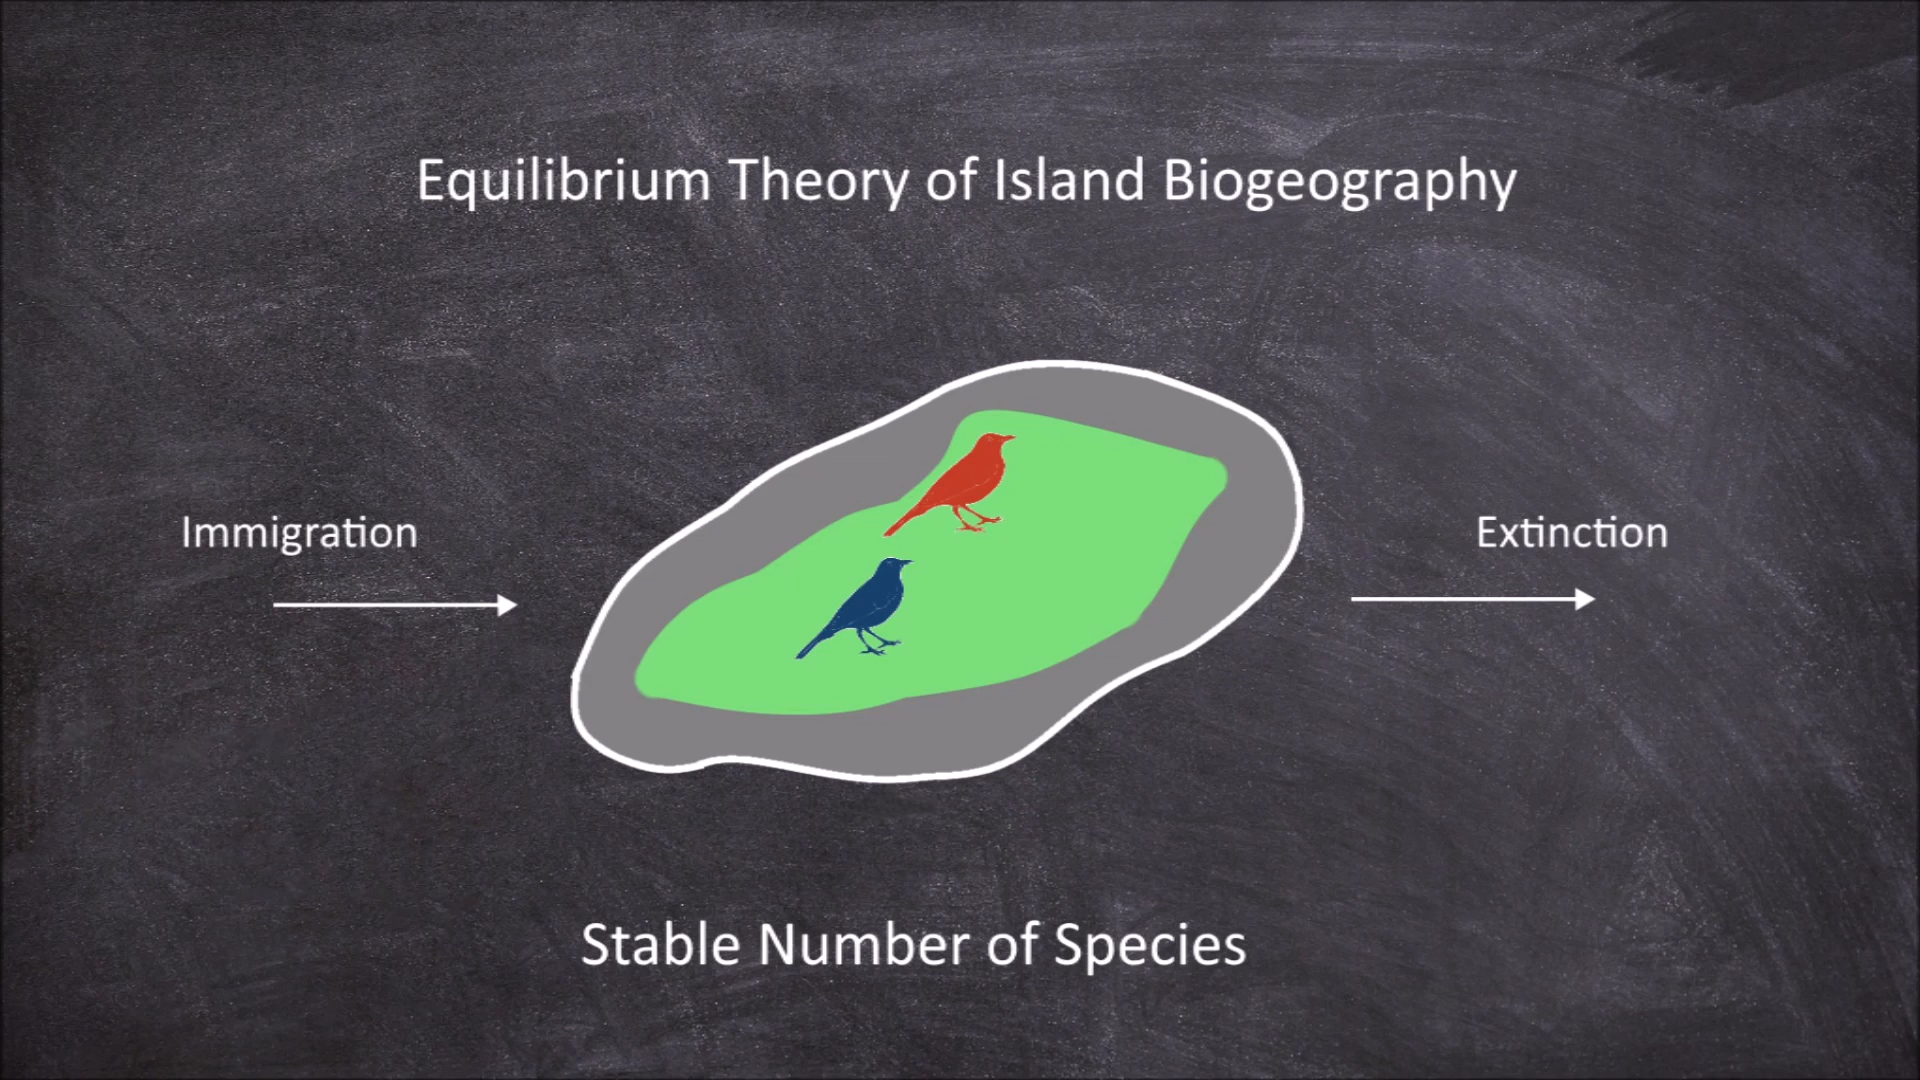 Equilibrium Theory of Island Biogeography
Immigration
Extinction
Stable Number of Species